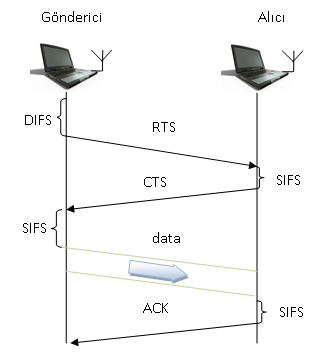 Gönderici
Alıcı
DIFS
RTS
SIFS
CTS
SIFS
data
ACK
SIFS